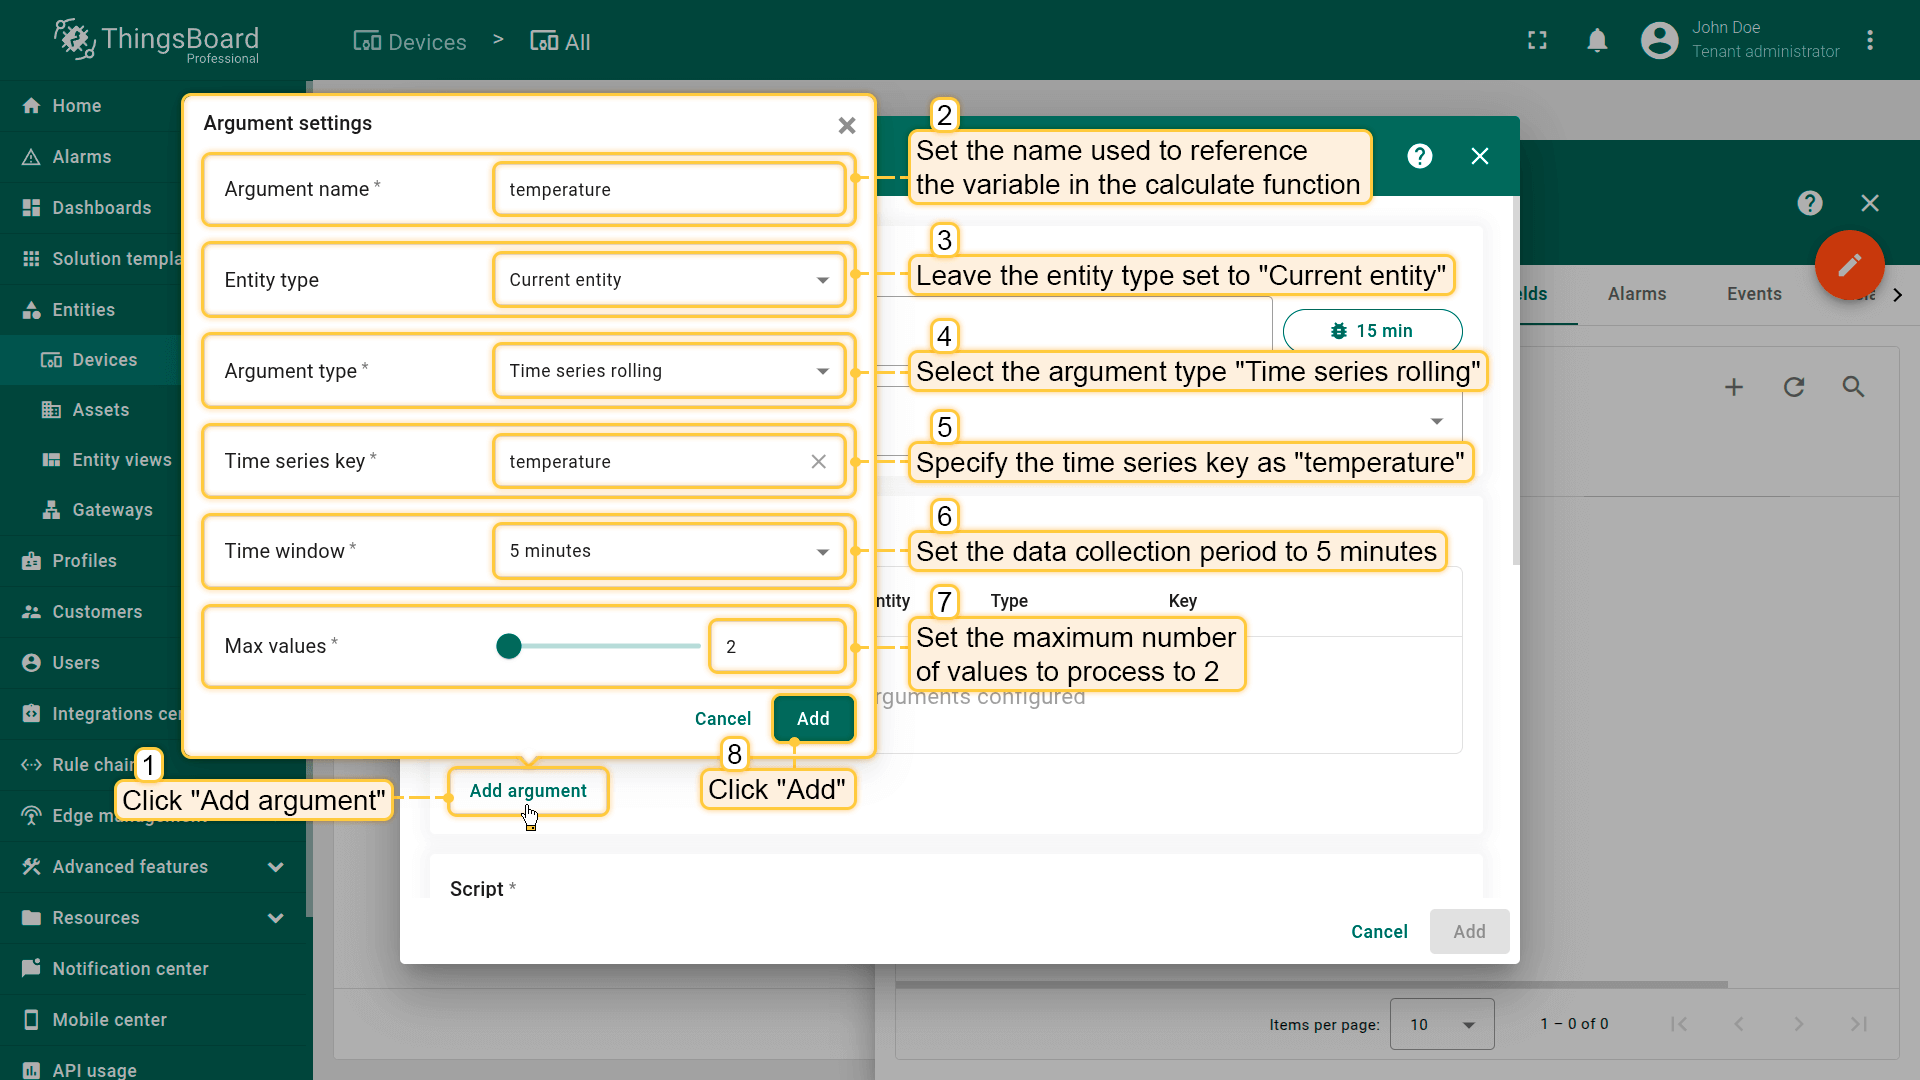 ThingsBoard
Professional
Devices > All
John Doe
Tenant administrator
Home
Alarms
Dashboards
Solution templa
Entities
Devices
Assets
Entity views
Gateways
Profiles
Customers
Users
Integrations cen
Rule chain
Edge management
Advanced features
Resources
Notification center
Mobile center
API usage
Argument settings
Argument name *
temperature
Entity type
Current entity
Argument type *
Time series rolling
Time series key *
temperature
Time window *
5 minutes
Max values *
2
Cancel
Add
1
Click "Add argument"
Add argument
2
Set the name used to reference
the variable in the calculate function
3
Leave the entity type set to "Current entity"
15 min
4
Select the argument type "Time series rolling"
5
Specify the time series key as "temperature"
6
Set the data collection period to 5 minutes
ntity
Type
Key
7
Set the maximum number
of values to process to 2
rguments configured
8
Click "Add"
Script *
Cancel
Add
elds
Alarms
Events
Items per page:
10
1 – 0 of 0